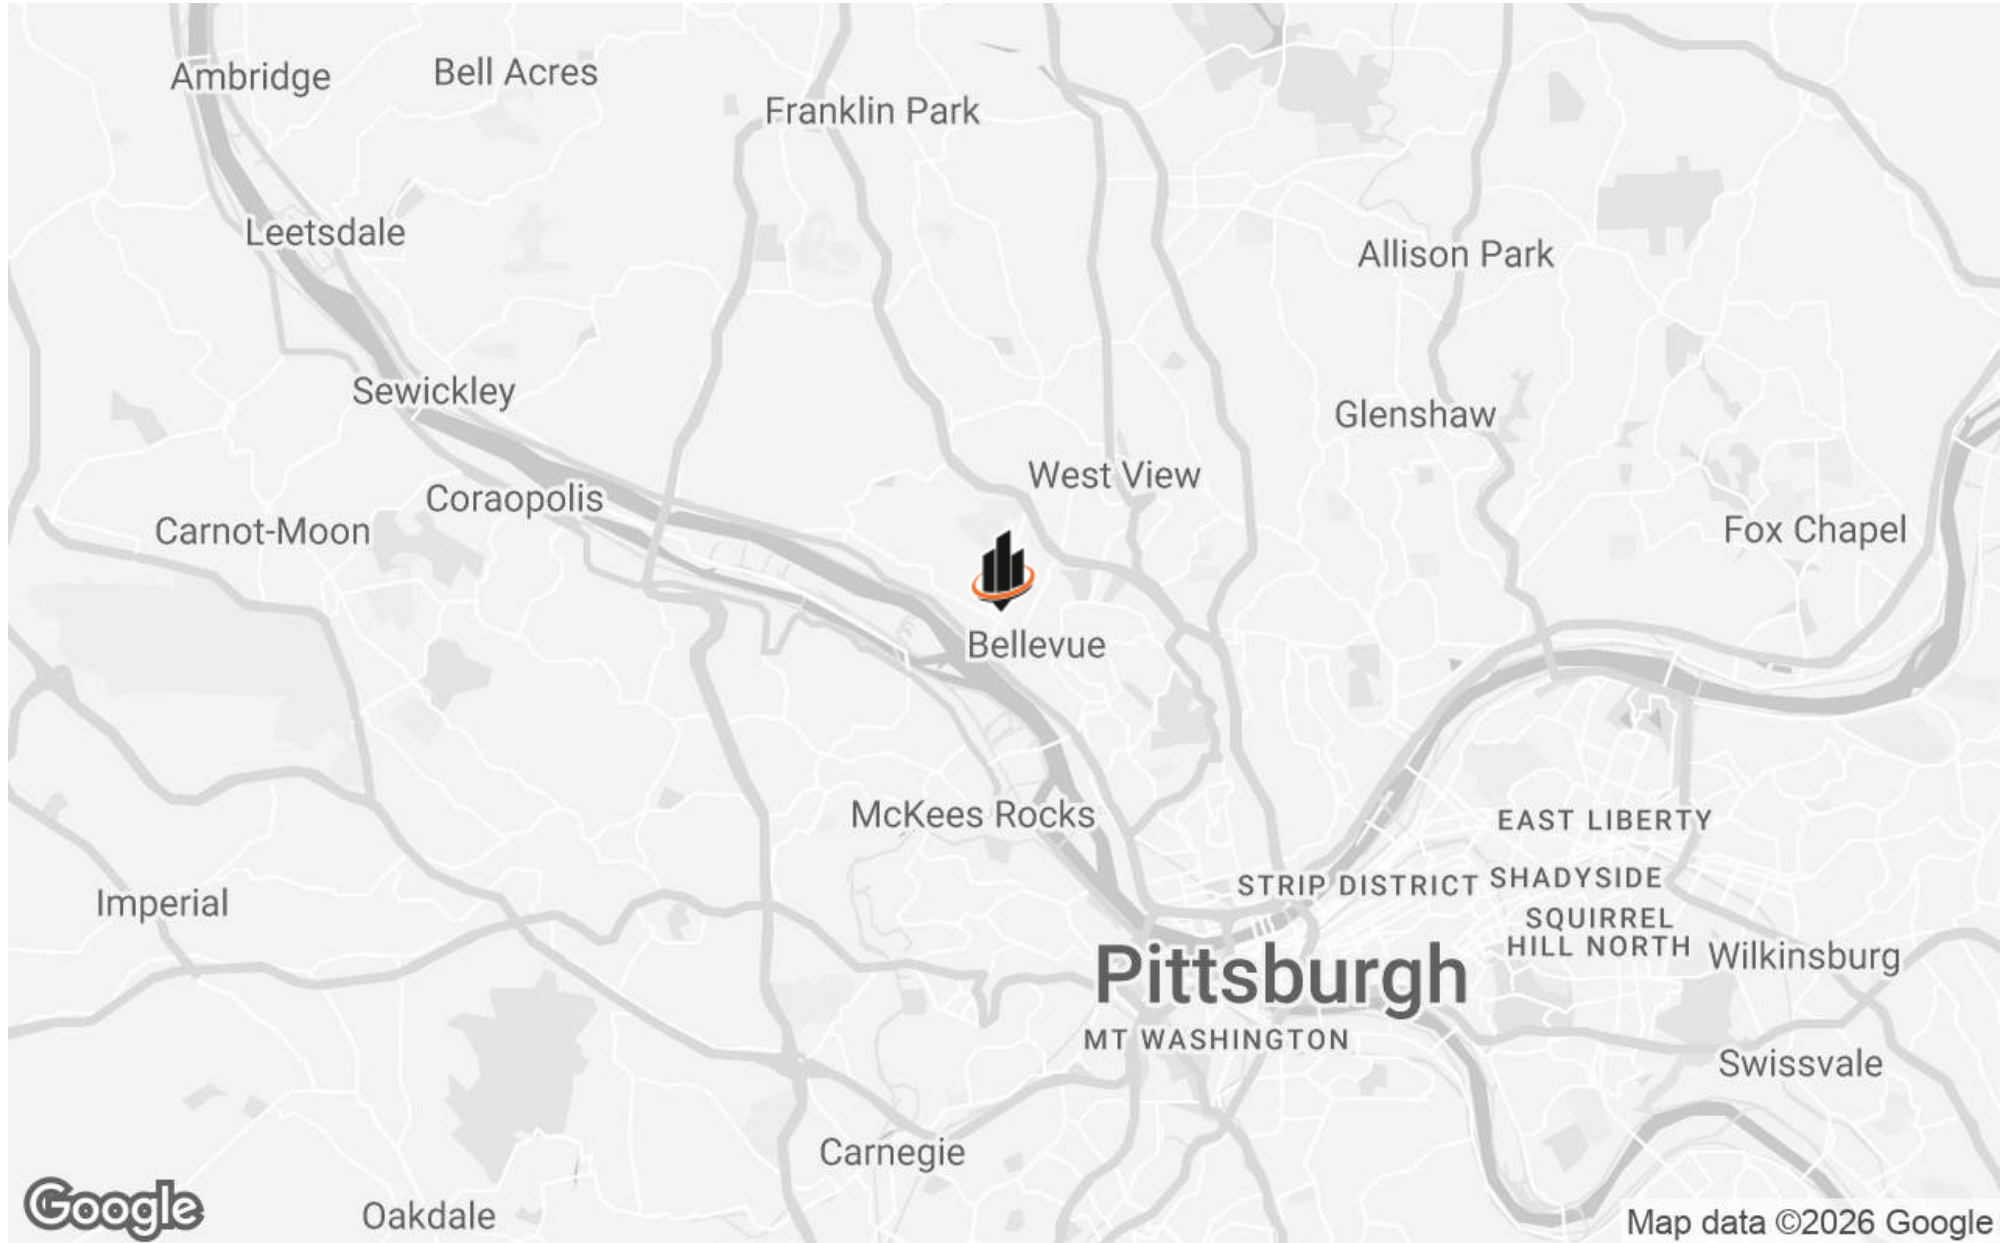 Ambridge
Bell Acres
Franklin Park
Leetsdale
Allison Park
Sewickley
Glenshaw
West View
Coraopolis
Carnot-Moon
Fox Chapel
Bellevue
McKees Rocks
EAST LIBERTY
STRIP DISTRICT
SHADYSIDE
Imperial
SQUIRREL
HILL NORTH
Wilkinsburg
Pittsburgh
MT WASHINGTON
Swissvale
Carnegie
Oakdale
Google
Map data ©2026 Google